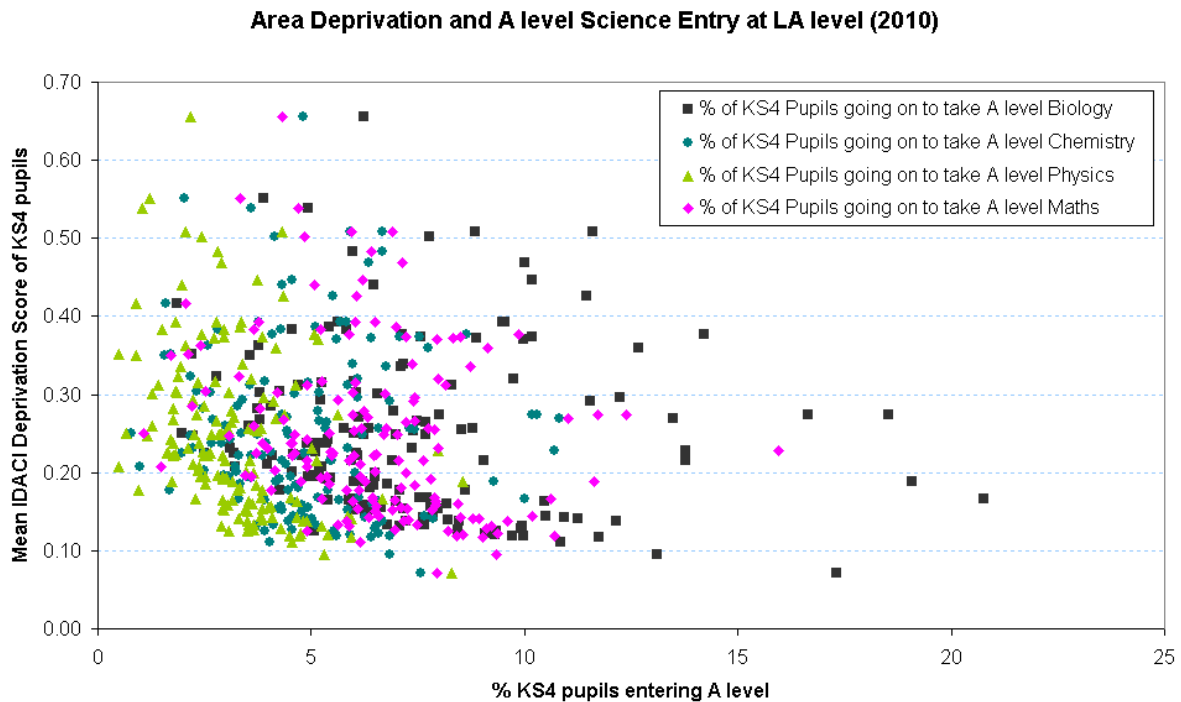 Area Deprivation and A level Science Entry at LA level (2010)
Mean IDACI Deprivation Score of KS4 pupils
0.70
0.60
0.50
0.40
0.30
0.20
0.10
0.00
% of KS4 Pupils going on to take A level Biology
% of KS4 Pupils going on to take A level Chemistry
% of KS4 Pupils going on to take A level Physics
% of KS4 Pupils going on to take A level Maths
0 5 10 15 20 25
% KS4 pupils entering A level